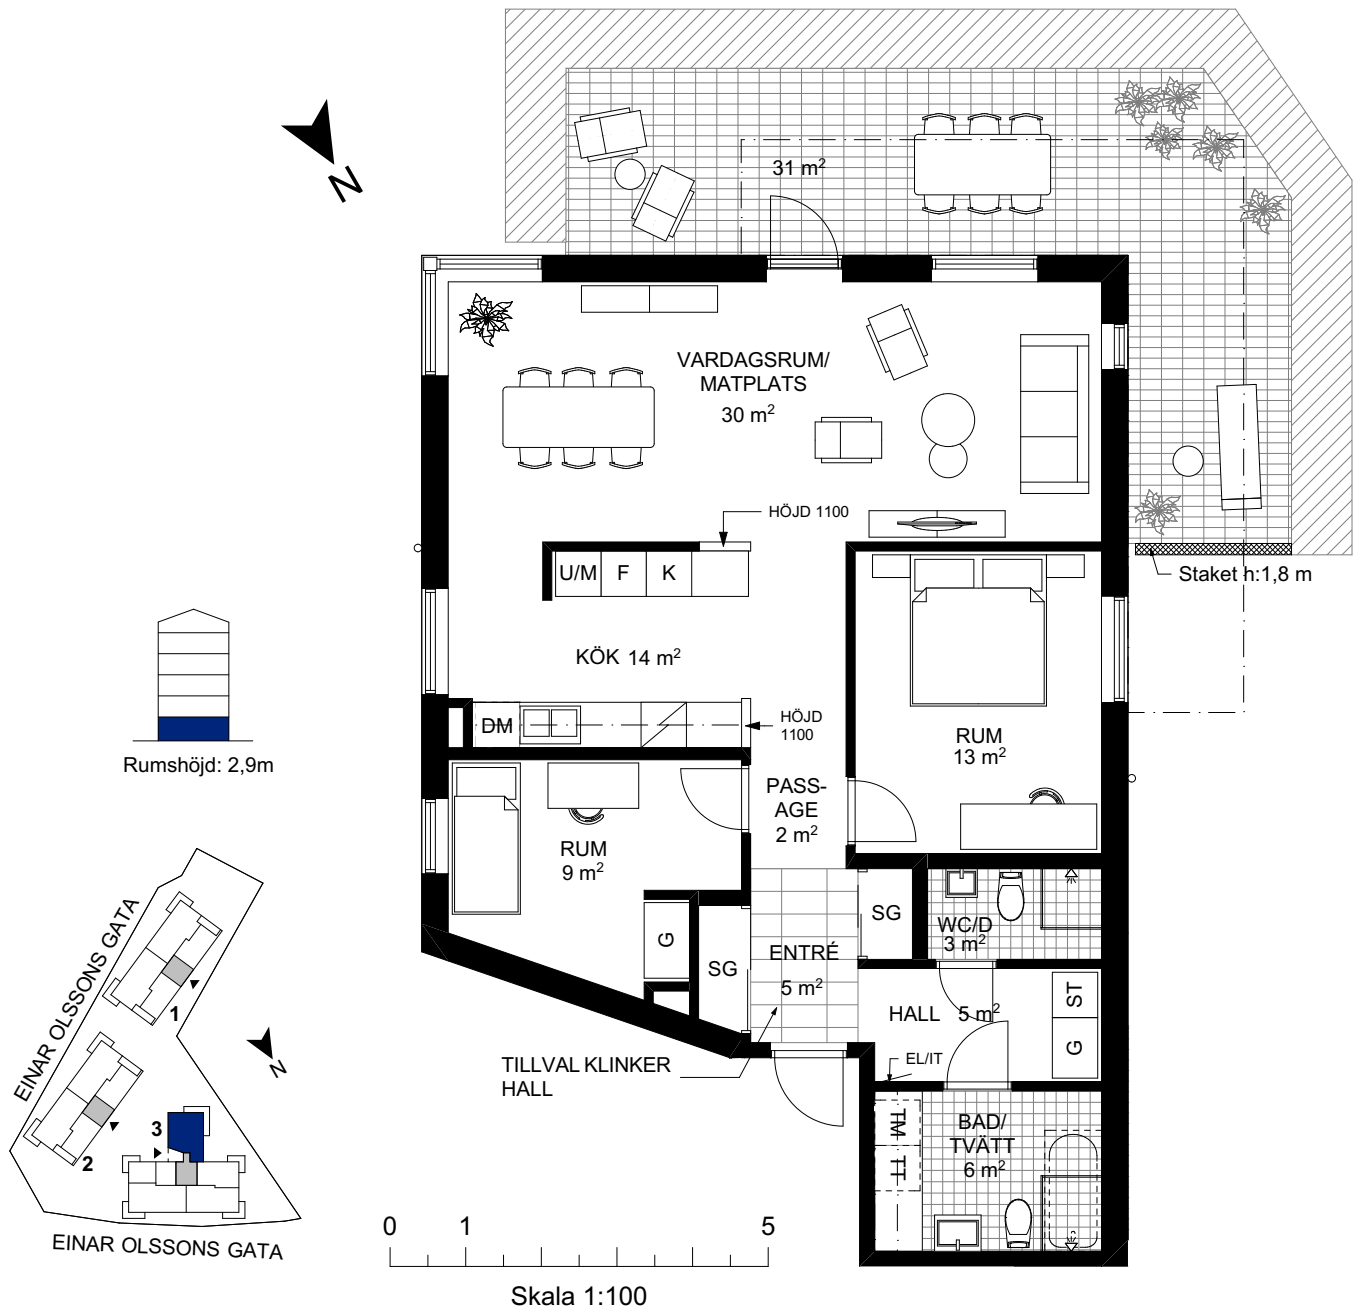 N
31 m²
VARDAGSRUM/
MATPLATS
30 m²
HÖJD 1100
U/M F K
Staket h:1,8 m
KÖK 14 m²
DM
HÖJD
1100
RUM
13 m²
Rumshöjd: 2,9m
PASS-
AGE
2 m²
RUM
9 m²
G
SG
SG
WC/D
3 m²
ENTRÉ
5 m²
HALL 5 m²
ST
G
EL/IT
TILLVAL KLINKER
HALL
TM
TT
BAD/
TVÄTT
6 m²
EINAR OLSSONS GATA
1
N
3
2
EINAR OLSSONS GATA
0 1 5
Skala 1:100